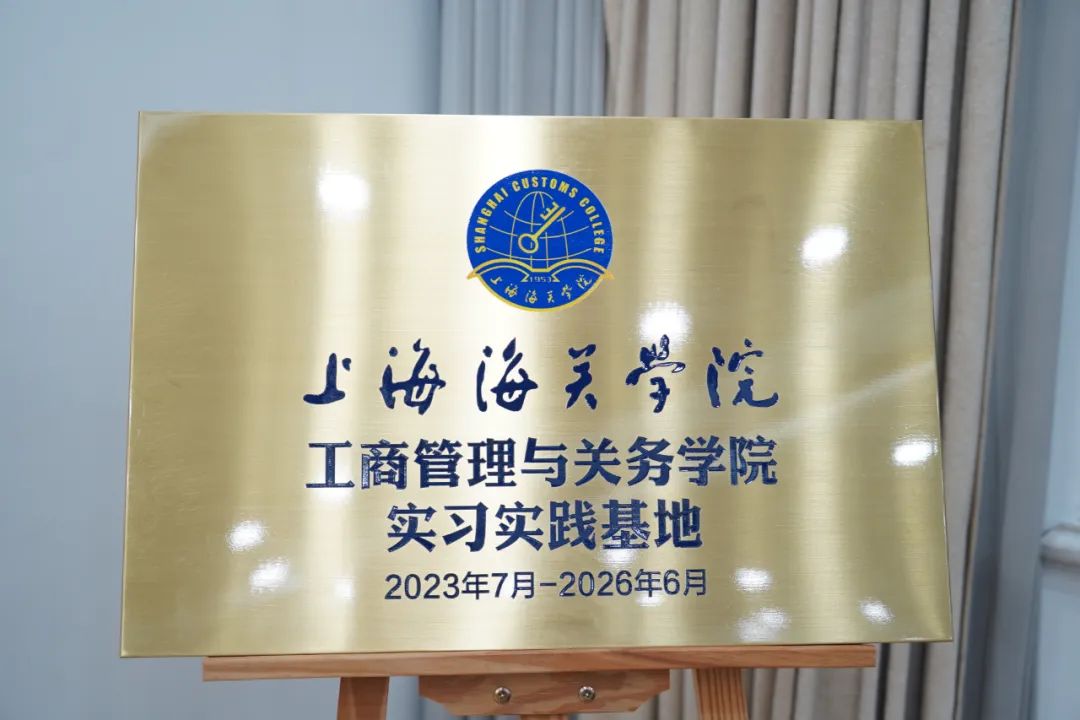 SHANGHAI CUSTOMS COLLEGE
1953
上海海关学院
上海海关学院
工商管理与关务学院
实习实践基地
2023年7月-2026年6月